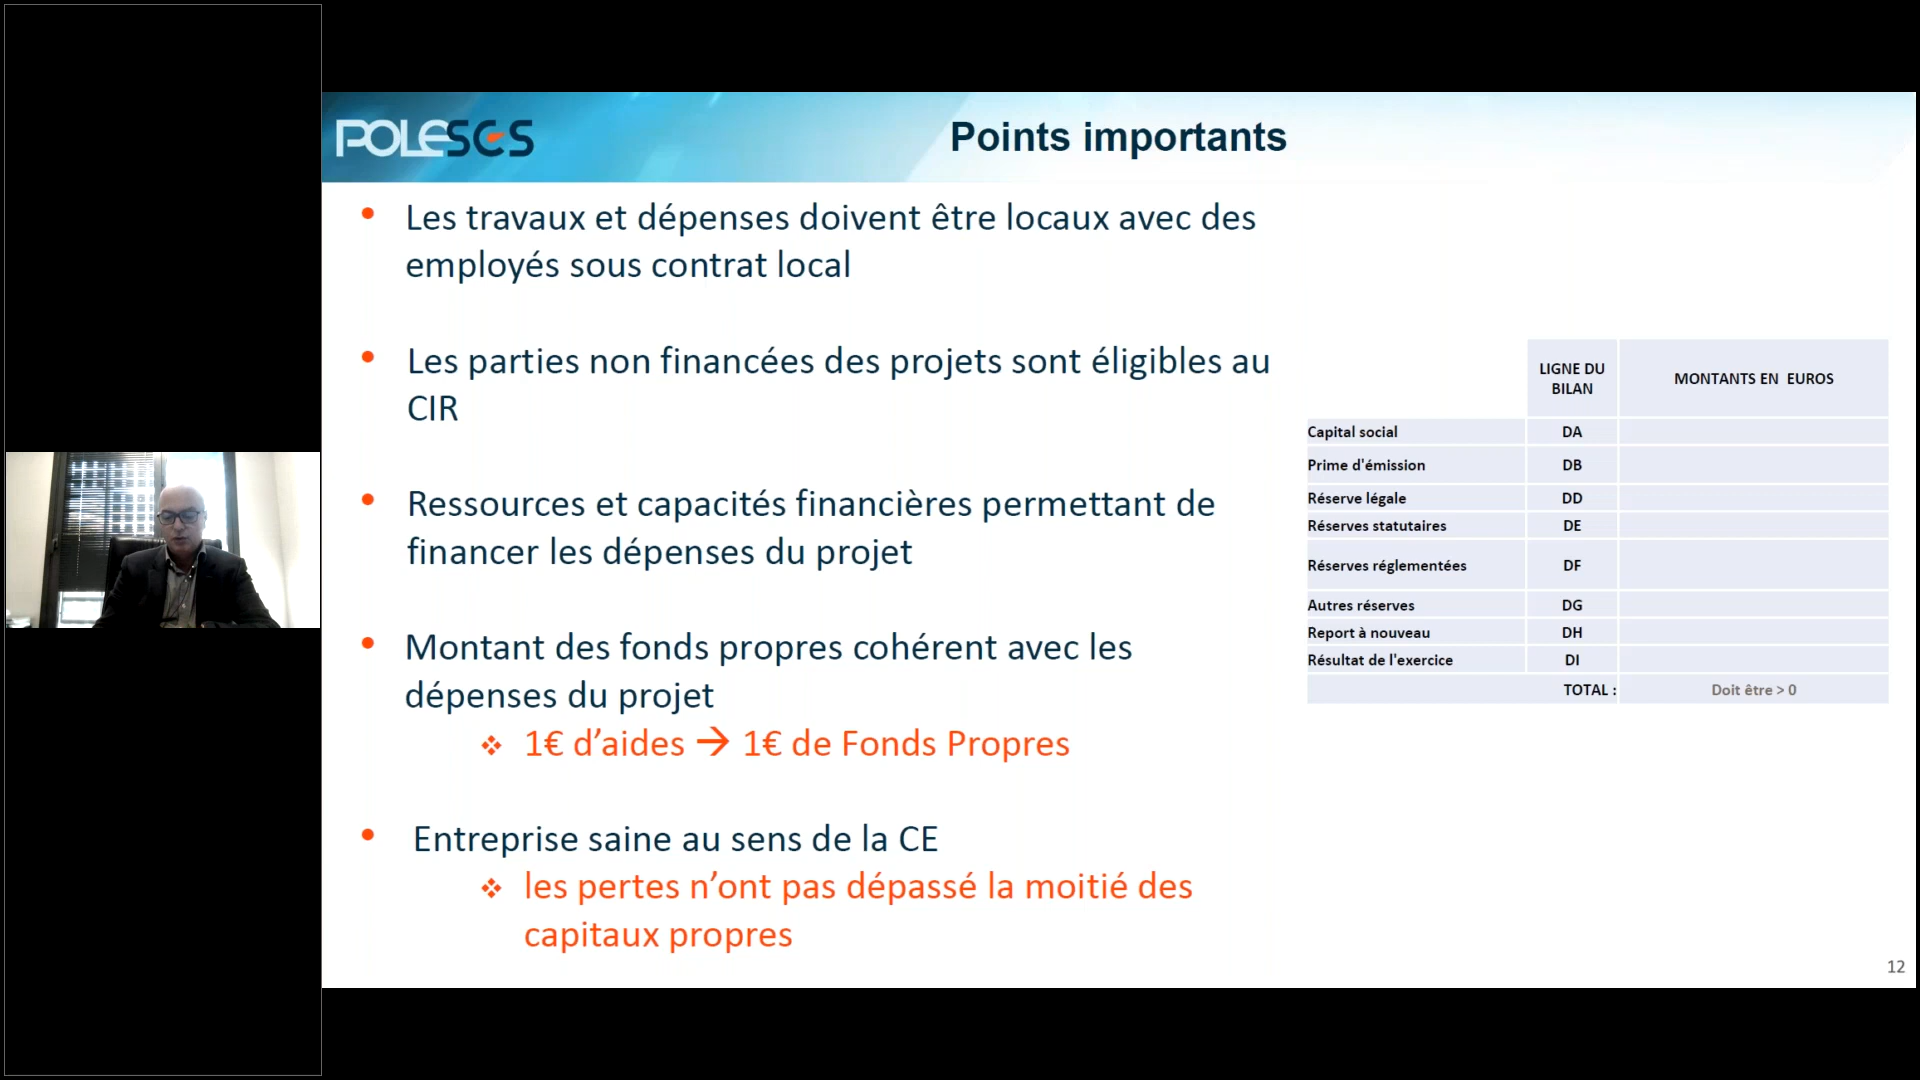 POLESCS
Points importants
• Les travaux et dépenses doivent être locaux avec des
employés sous contrat local
• Les parties non financées des projets sont éligibles au
CIR
• Ressources et capacités financières permettant de
financer les dépenses du projet
• Montant des fonds propres cohérent avec les
dépenses du projet
❖ 1€ d’aides → 1€ de Fonds Propres
• Entreprise saine au sens de la CE
❖ les pertes n’ont pas dépassé la moitié des
capitaux propres
LIGNE DU
BILAN
MONTANTS EN EUROS
Capital social DA
Prime d'émission DB
Réserve légale DD
Réserves statutaires DE
Réserves réglementées DF
Autres réserves DG
Report à nouveau DH
Résultat de l'exercice DI
TOTAL : Doit être > 0
12